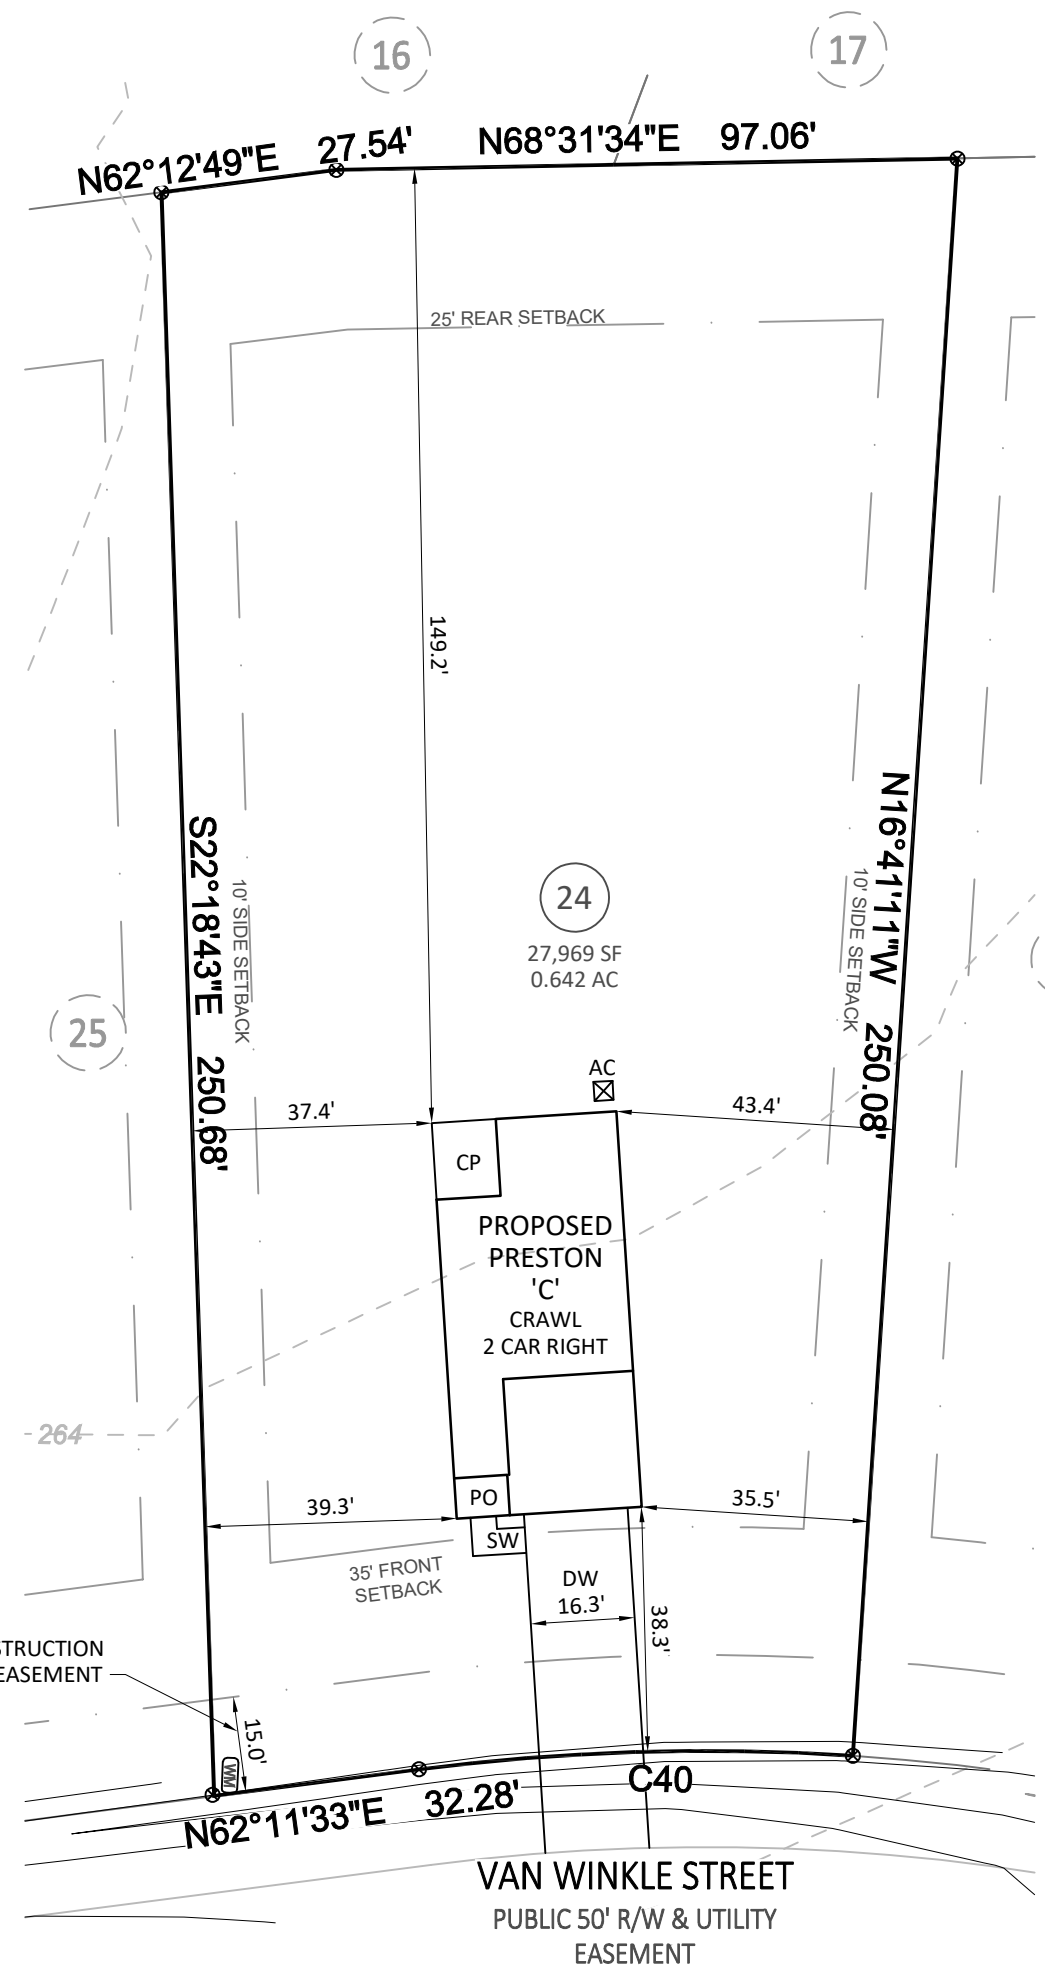 16
17
N62°12'49"E 27.54'
N68°31'34"E 97.06'
25' REAR SETBACK
149.2'
S22°18'43"E 250.68'
10' SIDE SETBACK
N16°41'11"W 250.08'
10' SIDE SETBACK
24
27,969 SF
0.642 AC
25
AC
37.4'
43.4'
CP
PROPOSED
PRESTON
'C'
CRAWL
2 CAR RIGHT
264
39.3'
PO
35.5'
SW
35' FRONT
SETBACK
DW
16.3'
38.3'
STRUCTION
EASEMENT
15.0'
WM
N62°11'33"E 32.28'
C40
VAN WINKLE STREET
PUBLIC 50' R/W & UTILITY
EASEMENT